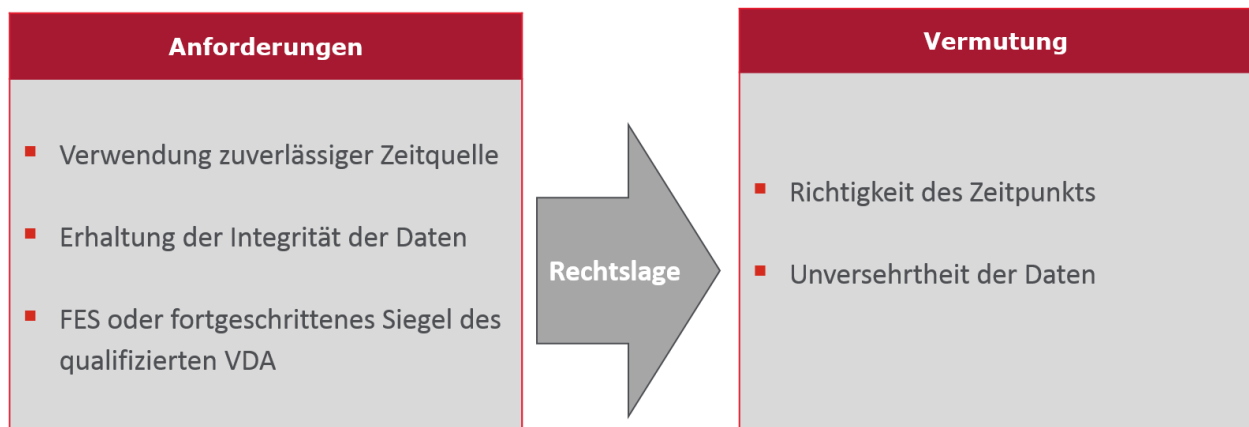 Anforderungen
Verwendung zuverlässiger Zeitquelle
Erhaltung der Integrität der Daten
FES oder fortgeschrittenes Siegel des
qualifizierten VDA
Rechtslage
Vermutung
Richtigkeit des Zeitpunkts
Unversehrtheit der Daten